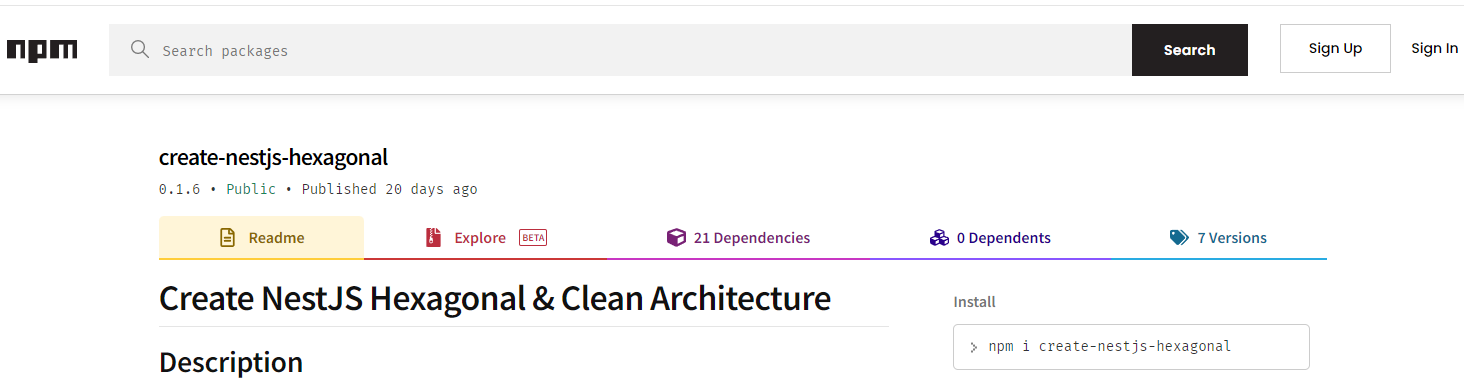 npm
Search packages
Search
Sign Up
Sign In
create-nestjs-hexagonal
0.1.6 • Public • Published 20 days ago
Readme
Explore BETA
21 Dependencies
0 Dependents
7 Versions
Create NestJS Hexagonal & Clean Architecture
Description
Install
> npm i create-nestjs-hexagonal